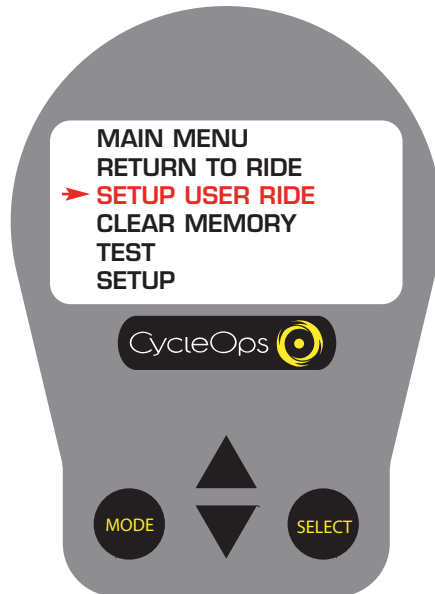 MAIN MENU
RETURN TO RIDE
SETUP USER RIDE
CLEAR MEMORY
TEST
SETUP
CycleOps
MODE
SELECT